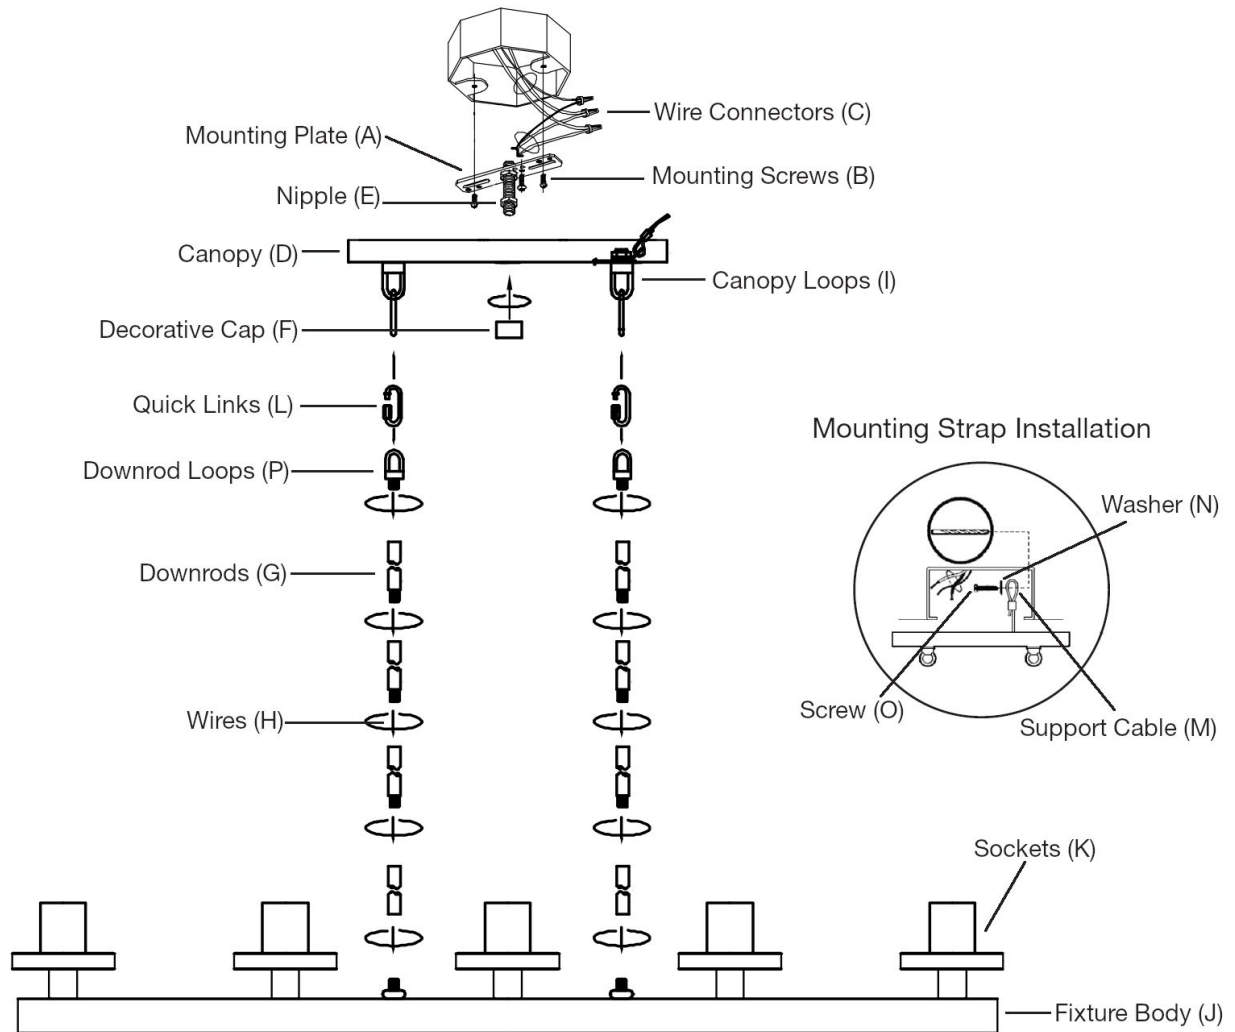 Wire Connectors (C)
Mounting Plate (A)
Mounting Screws (B)
Nipple (E)
Canopy (D)
Canopy Loops (I)
Decorative Cap (F)
Quick Links (L)
Mounting Strap Installation
Downrod Loops (P)
Washer (N)
Downrods (G)
Screw (O)
Wires (H)
Support Cable (M)
Sockets (K)
Fixture Body (J)